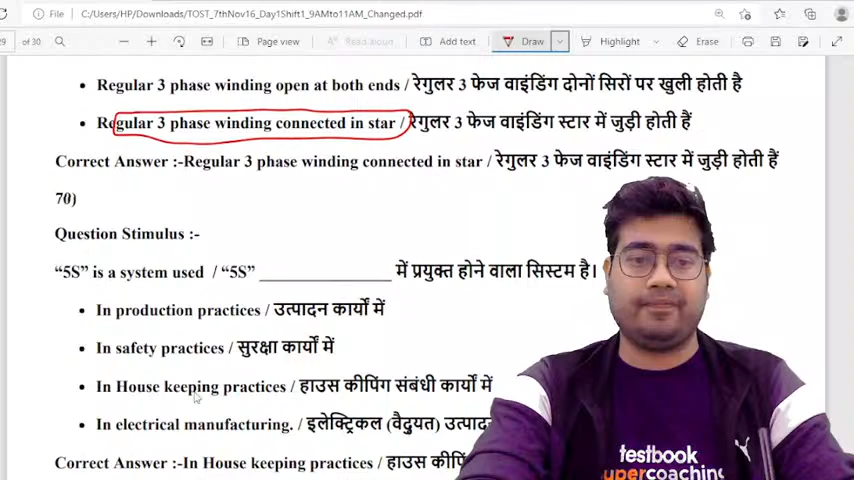 File C:/Users/HP/Downloads/TOST_7thNov16_Day1Shift1_9AMto11AM_Changed.pdf
29 of 30 Read aloud Add text Draw Highlight Erase
• Regular 3 phase winding open at both ends / रेगुलर 3 फेज वाइंडिंग दोनों सिरों पर खुली होती है
• Regular 3 phase winding connected in star / रेगुलर 3 फेज वाइंडिंग स्टार में जुड़ी होती हैं
Correct Answer :-Regular 3 phase winding connected in star / रेगुलर 3 फेज वाइंडिंग स्टार में जुड़ी होती हैं
70)
Question Stimulus :-
“5S” is a system used / “5S” ________________ में प्रयुक्त होने वाला सिस्टम है।
• In production practices / उत्पादन कार्यों में
• In safety practices / सुरक्षा कार्यों में
• In House keeping practices / हाउस कीपिंग संबंधी कार्यों में
• In electrical manufacturing. / इलेक्ट्रिकल (वैदुयत)
Correct Answer :-In House keeping practices / हाउस
testbook
supercoaching